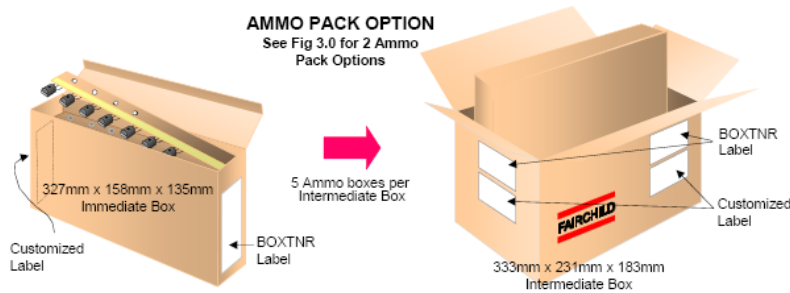 AMMO PACK OPTION
See Fig 3.0 for 2 Ammo
Pack Options
327mm x 158mm x 135mm
Immediate Box
Customized
Label
BOXTNR
Label
5 Ammo boxes per
Intermediate Box
BOXTNR
Label
Customized
Label
FAIRCHILD
333mm x 231mm x 183mm
Intermediate Box